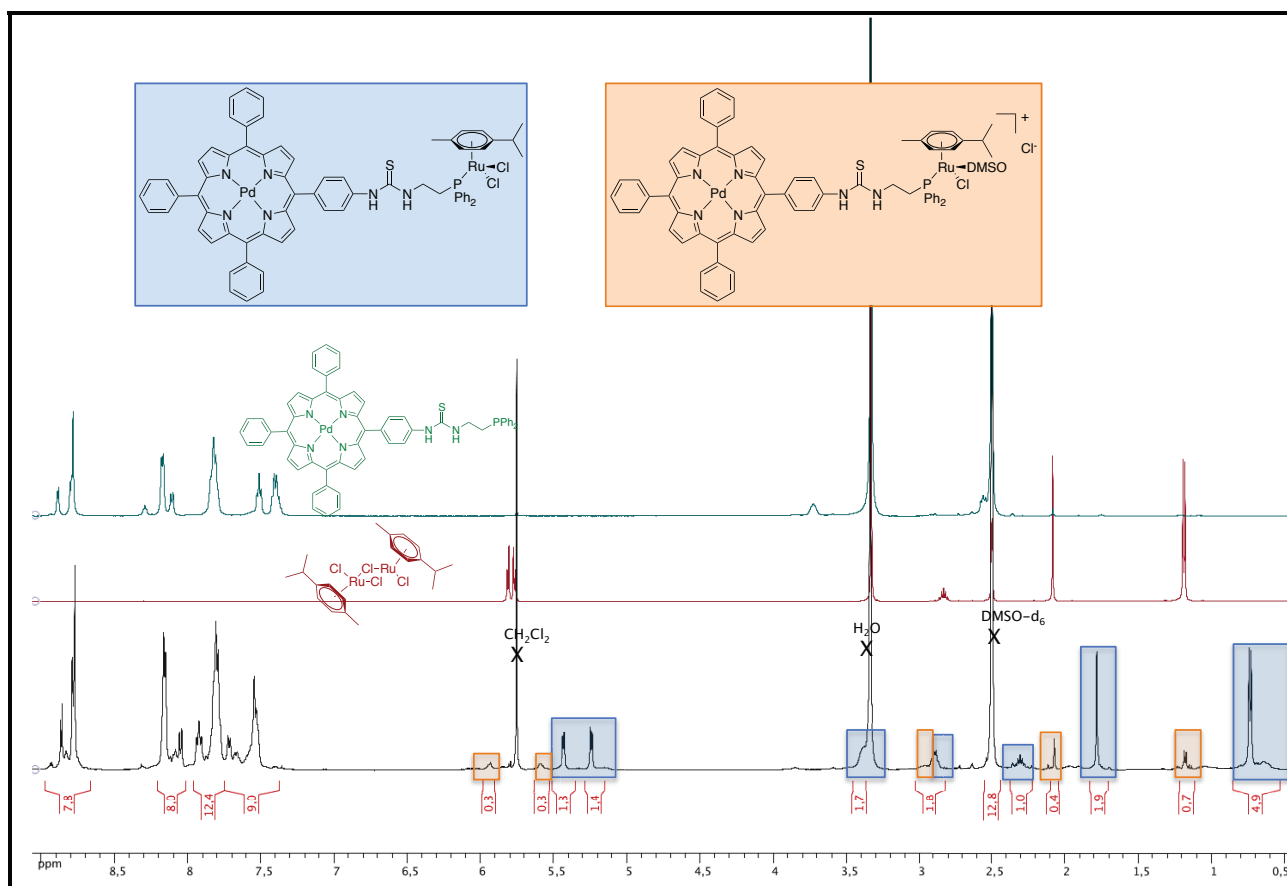 S
N
H
N
H
N
N
N
N
Pd
P
Ph2
Ru
Cl
Cl
S
N
H
N
H
N
N
N
N
Pd
P
Ph2
Ru
Cl
DMSO
+
Cl-
N
N
N
N
Pd
S
N
H
N
H
PPh2
Cl
Ru
Cl
Cl-Ru
Cl
CH2Cl2
X
H2O
X
DMSO-d6
X
7.8 8.0 12.4 9.0 0.3 0.3 1.3 1.4 1.7 1.8 12.8 1.0 0.4 1.9 0.7 4.9
ppm 8 7,5 7 6,5 6 5,5 5 4,5 4 3,5 3 2,5 2 1,5 1 0,5